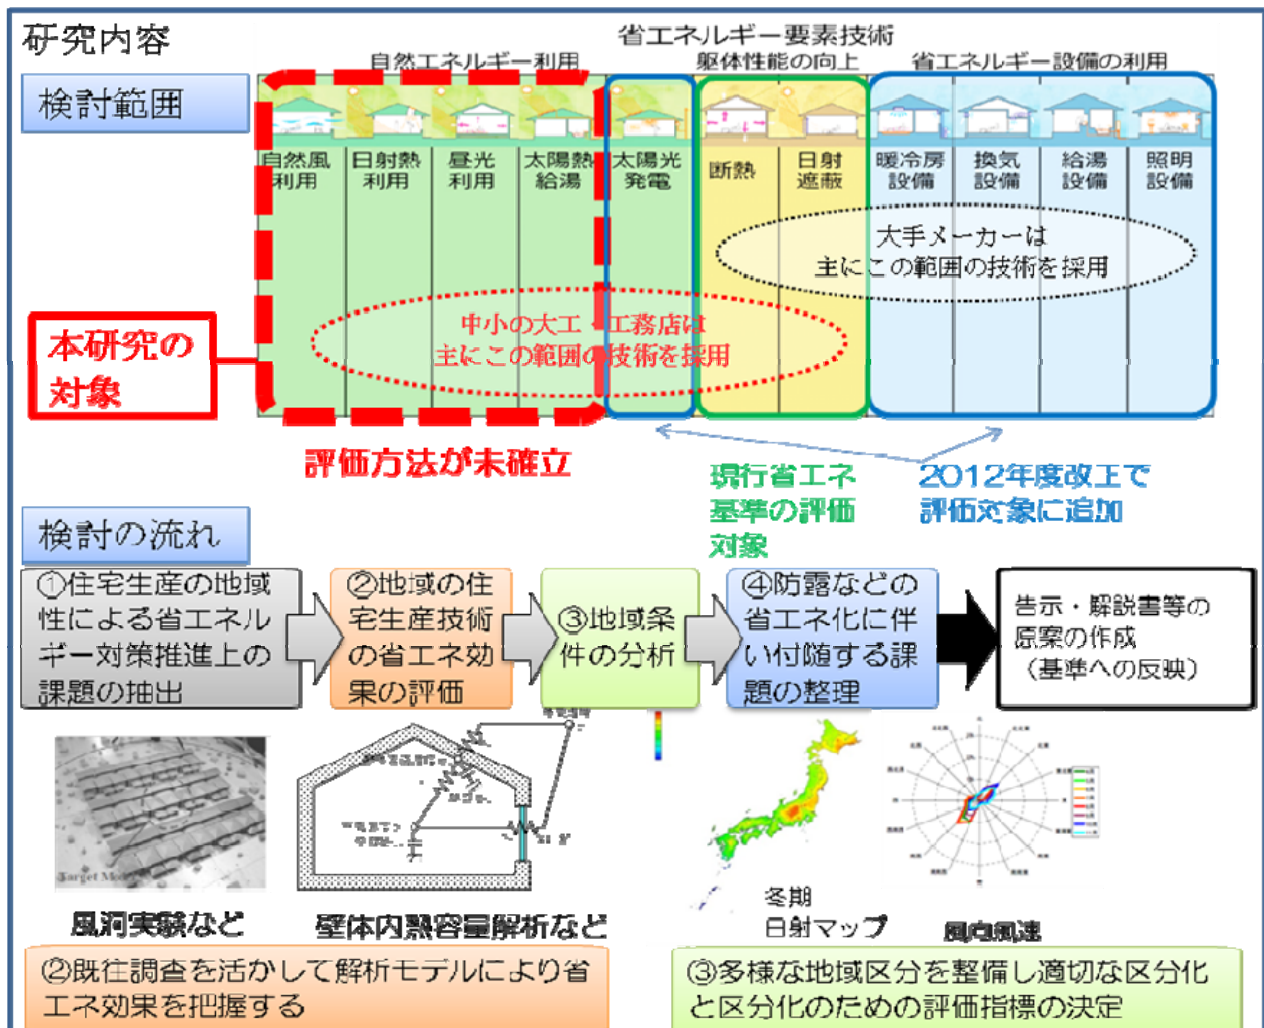 研究内容
検討範囲
省エネルギー要素技術
自然エネルギー利用
躯体性能の向上
省エネルギー設備の利用
自然風
利用
日射熱
利用
昼光
利用
太陽熱
給湯
太陽光
発電
断熱
日射
遮蔽
暖冷房
設備
換気
設備
給湯
設備
照明
設備
大手メーカーは
主にこの範囲の技術を採用
中小の大工・工務店は
主にこの範囲の技術を採用
本研究の
対象
評価方法が未確立
現行省エネ
基準の評価
対象
2012年度改正で
評価対象に追加
検討の流れ
①住宅生産の地域
性による省エネル
ギー対策推進上の
課題の抽出
②地域の住
宅生産技術
の省エネ効
果の評価
③地域条
件の分析
④防露などの
省エネ化に伴
い付随する課
題の整理
告示・解説書等の
原案の作成
（基準への反映）
Target
風洞実験など
壁体内熱容量解析など
冬期
日射マップ
風向風速
②既往調査を活かして解析モデルにより省
エネ効果を把握する
③多様な地域区分を整備し適切な区分化
と区分化のための評価指標の決定